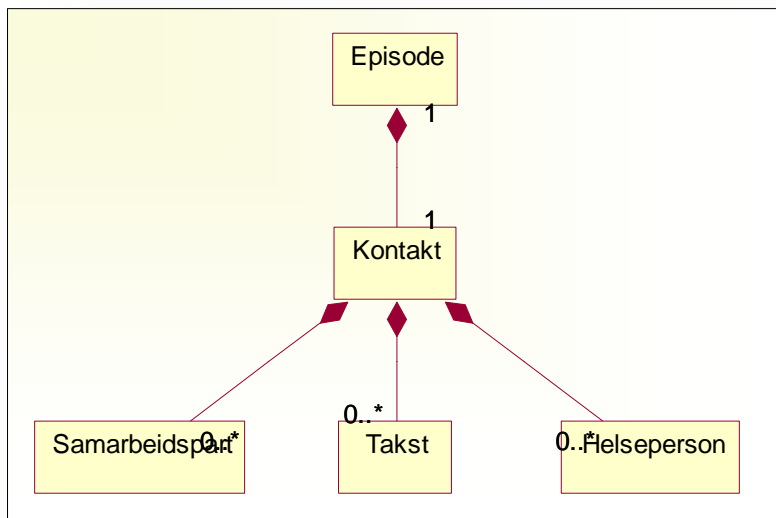 Episode
1
1
Kontakt
0..*
Samarbeidspart 0..* Takst 0..* Helseperson